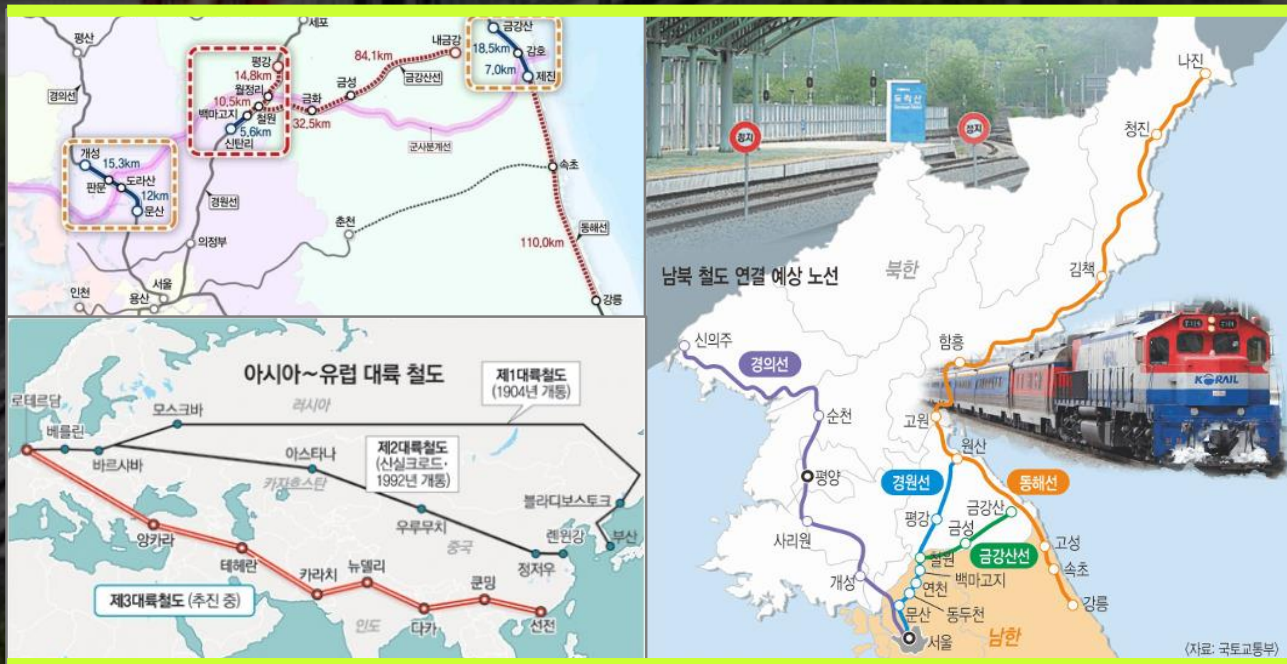 세포
평산
경의선
평강
14.8km
월정리
10.5km
백마고지
철원
5.6km
신탄리
금화
32.5km
금성
84.1km
금강산선
내금강
금강산
18.5km
감호
7.0km
제진
군사분계선
개성
15.3km
판문
도라산
12km
문산
경원선
의정부
춘천
속초
동해선
110.0km
강릉
서울
용산
인천
아시아~유럽 대륙 철도
제1대륙철도
(1904년 개통)
러시아
로테르담
베를린
모스크바
바르샤바
아스타나
카자흐스탄
제2대륙철도
(신실크로드·
1992년 개통)
우루무치
중국
블라디보스토크
롄윈강
부산
정저우
앙카라
테헤란
카라치
뉴델리
쿤밍
인도
다카
선전
제3대륙철도 (추진 중)
도라산
정지
정지
남북 철도 연결 예상 노선
북한
나진
청진
김책
함흥
KORAIL
신의주
경의선
순천
고원
원산
평양
경원선
동해선
평강
금강산
금성
금강산선
사리원
고성
철원
백마고지
속초
개성
연천
동두천
강릉
문산
서울
남한
〈자료: 국토교통부〉